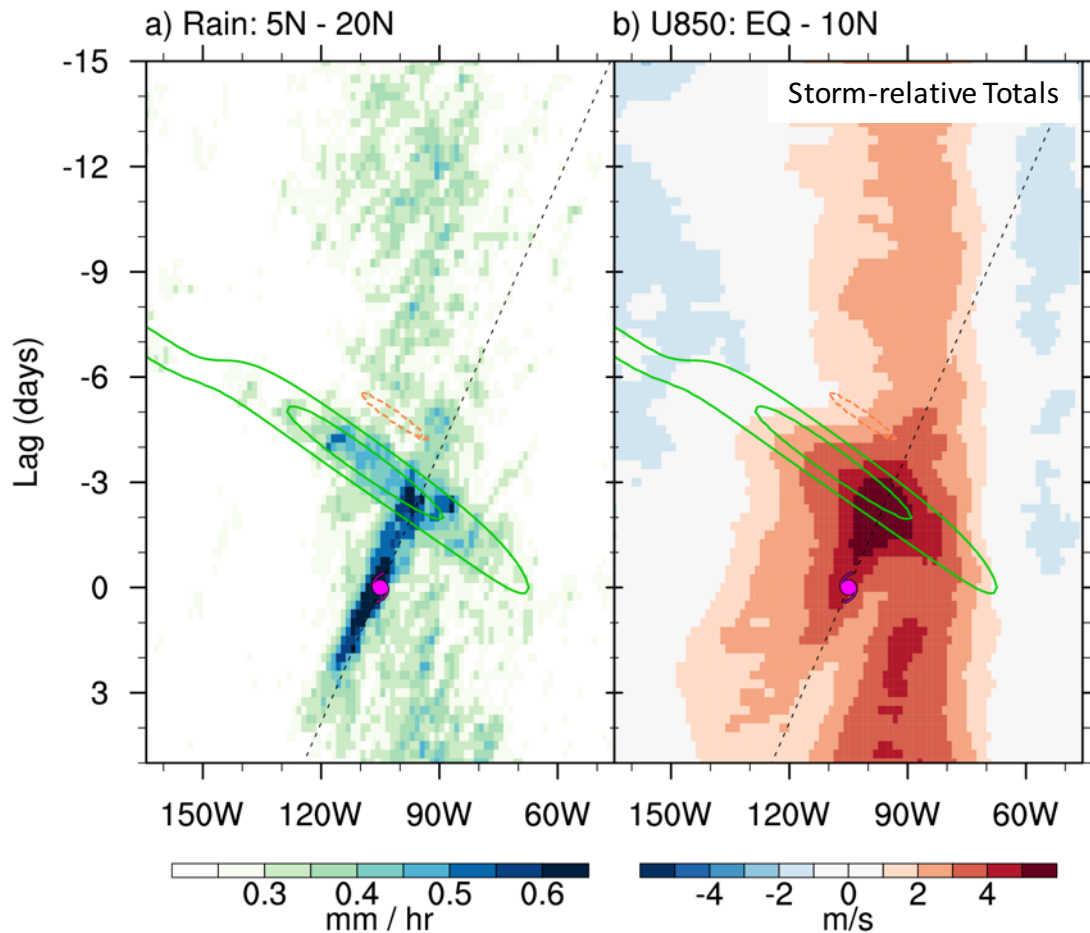 a) Rain: 5N - 20N
b) U850: EQ - 10N
Storm-relative Totals
Lag (days)
-15
-12
-9
-6
-3
0
3
150W 120W 90W 60W
150W 120W 90W 60W
0.3 0.4 0.5 0.6
mm / hr
-4 -2 0 2 4
m/s